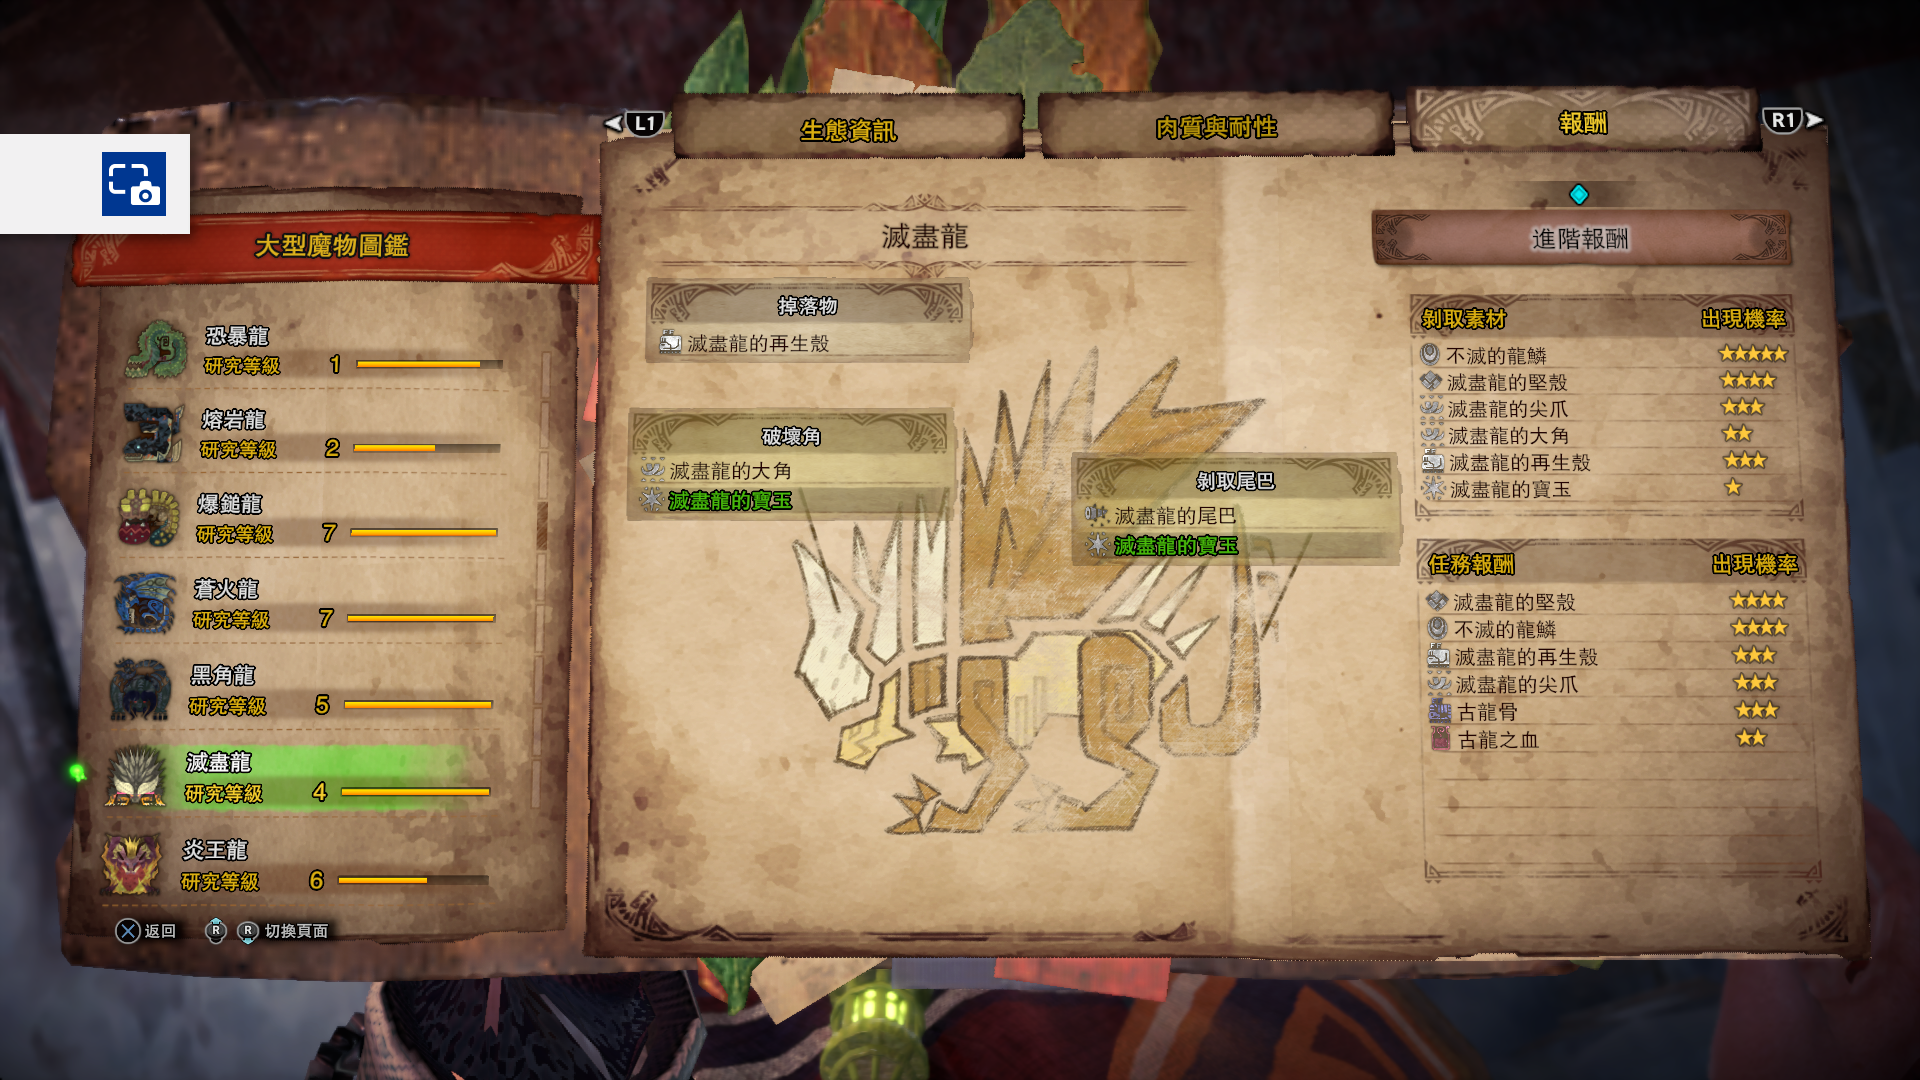 L1
生態資訊
肉質與耐性
報酬
R1
大型魔物圖鑑
恐暴龍
研究等級 1
熔岩龍
研究等級 2
爆鎚龍
研究等級 7
蒼火龍
研究等級 7
黑角龍
研究等級 5
滅盡龍
研究等級 4
炎王龍
研究等級 6
返回
R
R
切換頁面
滅盡龍
掉落物
滅盡龍的再生殼
破壞角
滅盡龍的大角
滅盡龍的寶玉
剝取尾巴
滅盡龍的尾巴
滅盡龍的寶玉
進階報酬
剝取素材 出現機率
不滅的龍鱗 ★★★★★
滅盡龍的堅殼 ★★★★
滅盡龍的尖爪 ★★★
滅盡龍的大角 ★★
滅盡龍的再生殼 ★★★
滅盡龍的寶玉 ★
任務報酬 出現機率
滅盡龍的堅殼 ★★★★
不滅的龍鱗 ★★★★
滅盡龍的再生殼 ★★★
滅盡龍的尖爪 ★★★
古龍骨 ★★★
古龍之血 ★★